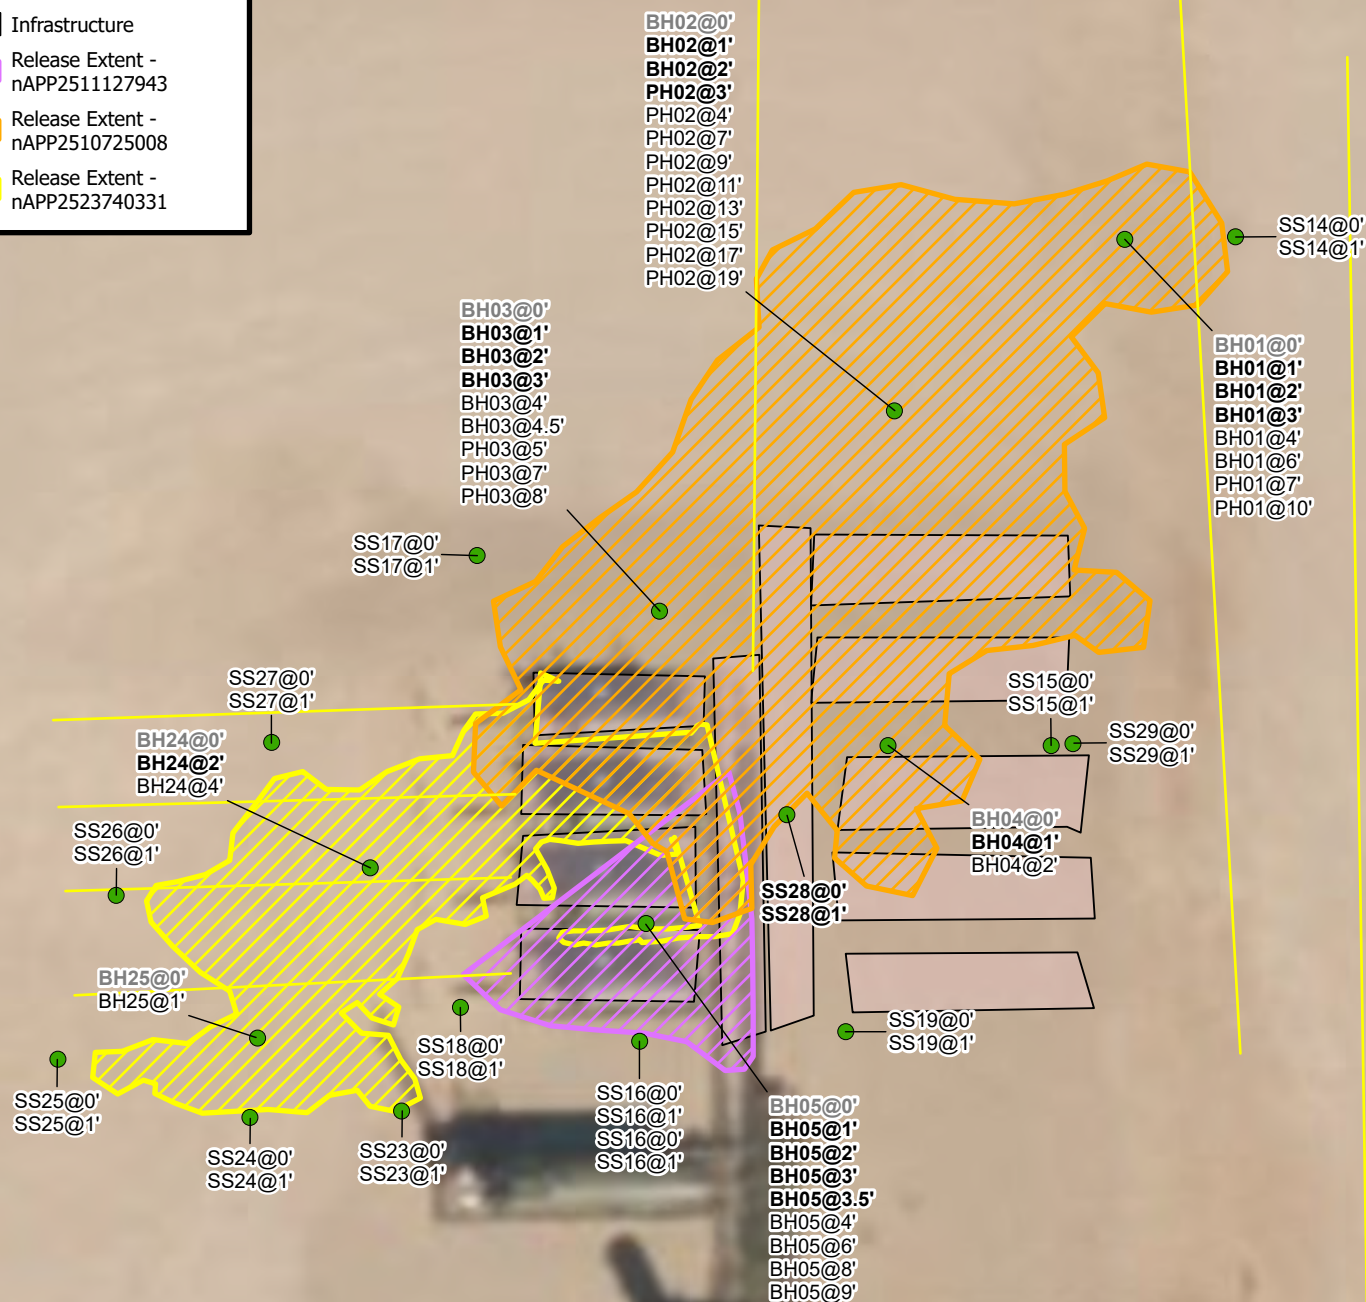 Infrastructure
Release Extent -
nAPP2511127943
Release Extent -
nAPP2510725008
Release Extent -
nAPP2523740331
BH02@0'
BH02@1'
BH02@2'
PH02@3'
PH02@4'
PH02@7'
PH02@9'
PH02@11'
PH02@13'
PH02@15'
PH02@17'
PH02@19'
SS14@0'
SS14@1'
BH03@0'
BH03@1'
BH03@2'
BH03@3'
BH03@4'
BH03@4.5'
PH03@5'
PH03@7'
PH03@8'
BH01@0'
BH01@1'
BH01@2'
BH01@3'
BH01@4'
BH01@6'
PH01@7'
PH01@10'
SS17@0'
SS17@1'
SS27@0'
SS27@1'
SS15@0'
SS15@1'
SS29@0'
SS29@1'
BH24@0'
BH24@2'
BH24@4'
SS26@0'
SS26@1'
BH04@0'
BH04@1'
BH04@2'
SS28@0'
SS28@1'
BH25@0'
BH25@1'
SS18@0'
SS18@1'
SS19@0'
SS19@1'
SS25@0'
SS25@1'
SS24@0'
SS24@1'
SS23@0'
SS23@1'
SS16@0'
SS16@1'
SS16@0'
SS16@1'
BH05@0'
BH05@1'
BH05@2'
BH05@3'
BH05@3.5'
BH05@4'
BH05@6'
BH05@8'
BH05@9'